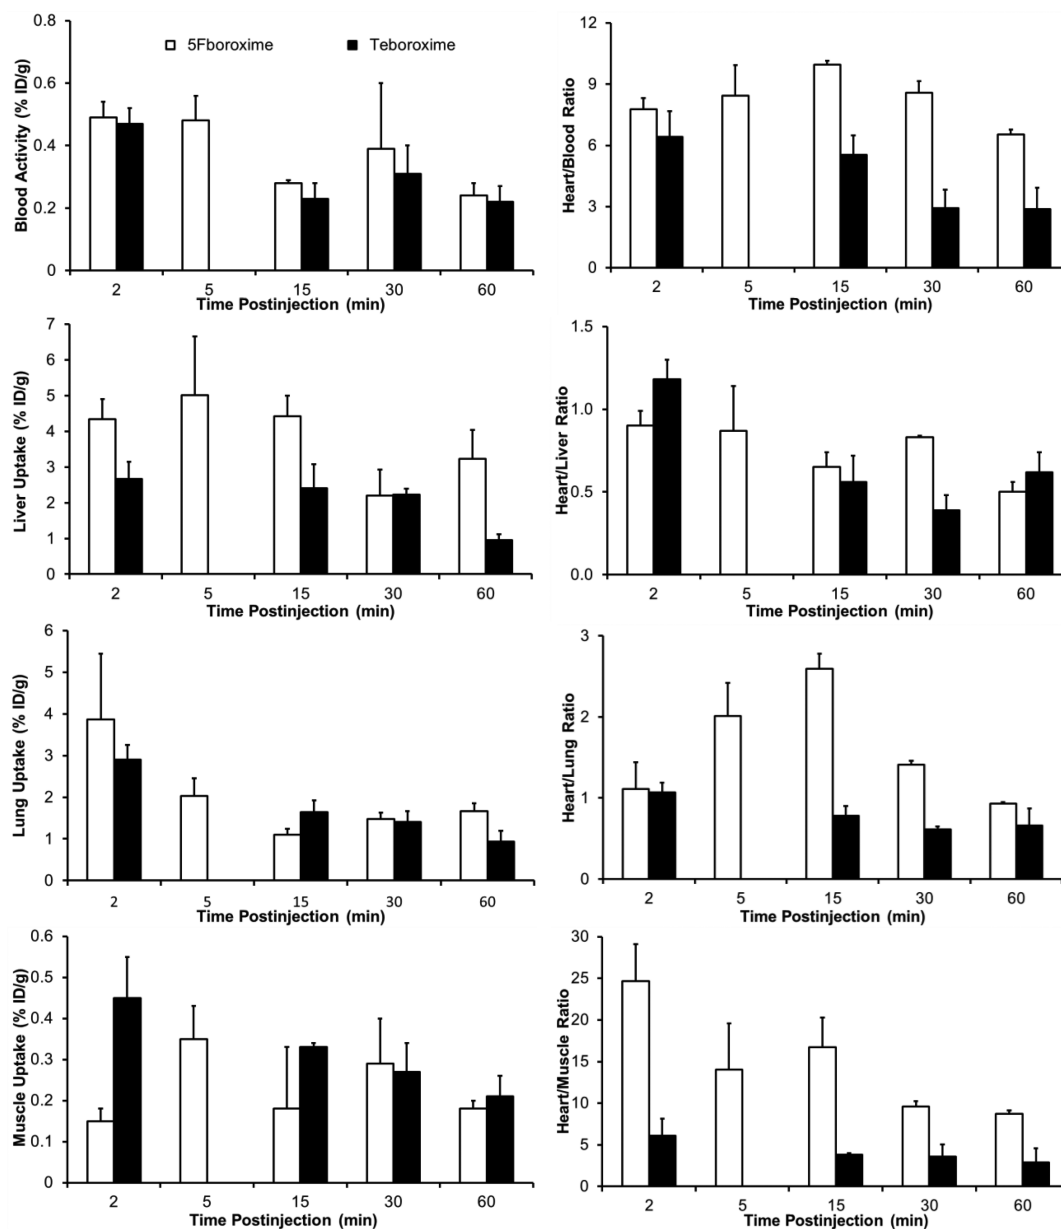 0.8
0.6
0.4
0.2
0
Blood Activity (% ID/g)
5Fboroxime
Teboroxime
2 5 15 30 60
Time Postinjection (min)
12
9
6
3
0
Heart/Blood Ratio
2 5 15 30 60
Time Postinjection (min)
7
6
5
4
3
2
1
0
Liver Uptake (% ID/g)
2 5 15 30 60
Time Postinjection (min)
1.5
1.0
0.5
0.0
Heart/Liver Ratio
2 5 15 30 60
Time Postinjection (min)
6
5
4
3
2
1
0
Lung Uptake (% ID/g)
2 5 15 30 60
Time Postinjection (min)
3
2
1
0
Heart/Lung Ratio
2 5 15 30 60
Time Postinjection (min)
0.6
0.5
0.4
0.3
0.2
0.1
0
Muscle Uptake (% ID/g)
2 5 15 30 60
Time Postinjection (min)
30
25
20
15
10
5
0
Heart/Muscle Ratio
2 5 15 30 60
Time Postinjection (min)